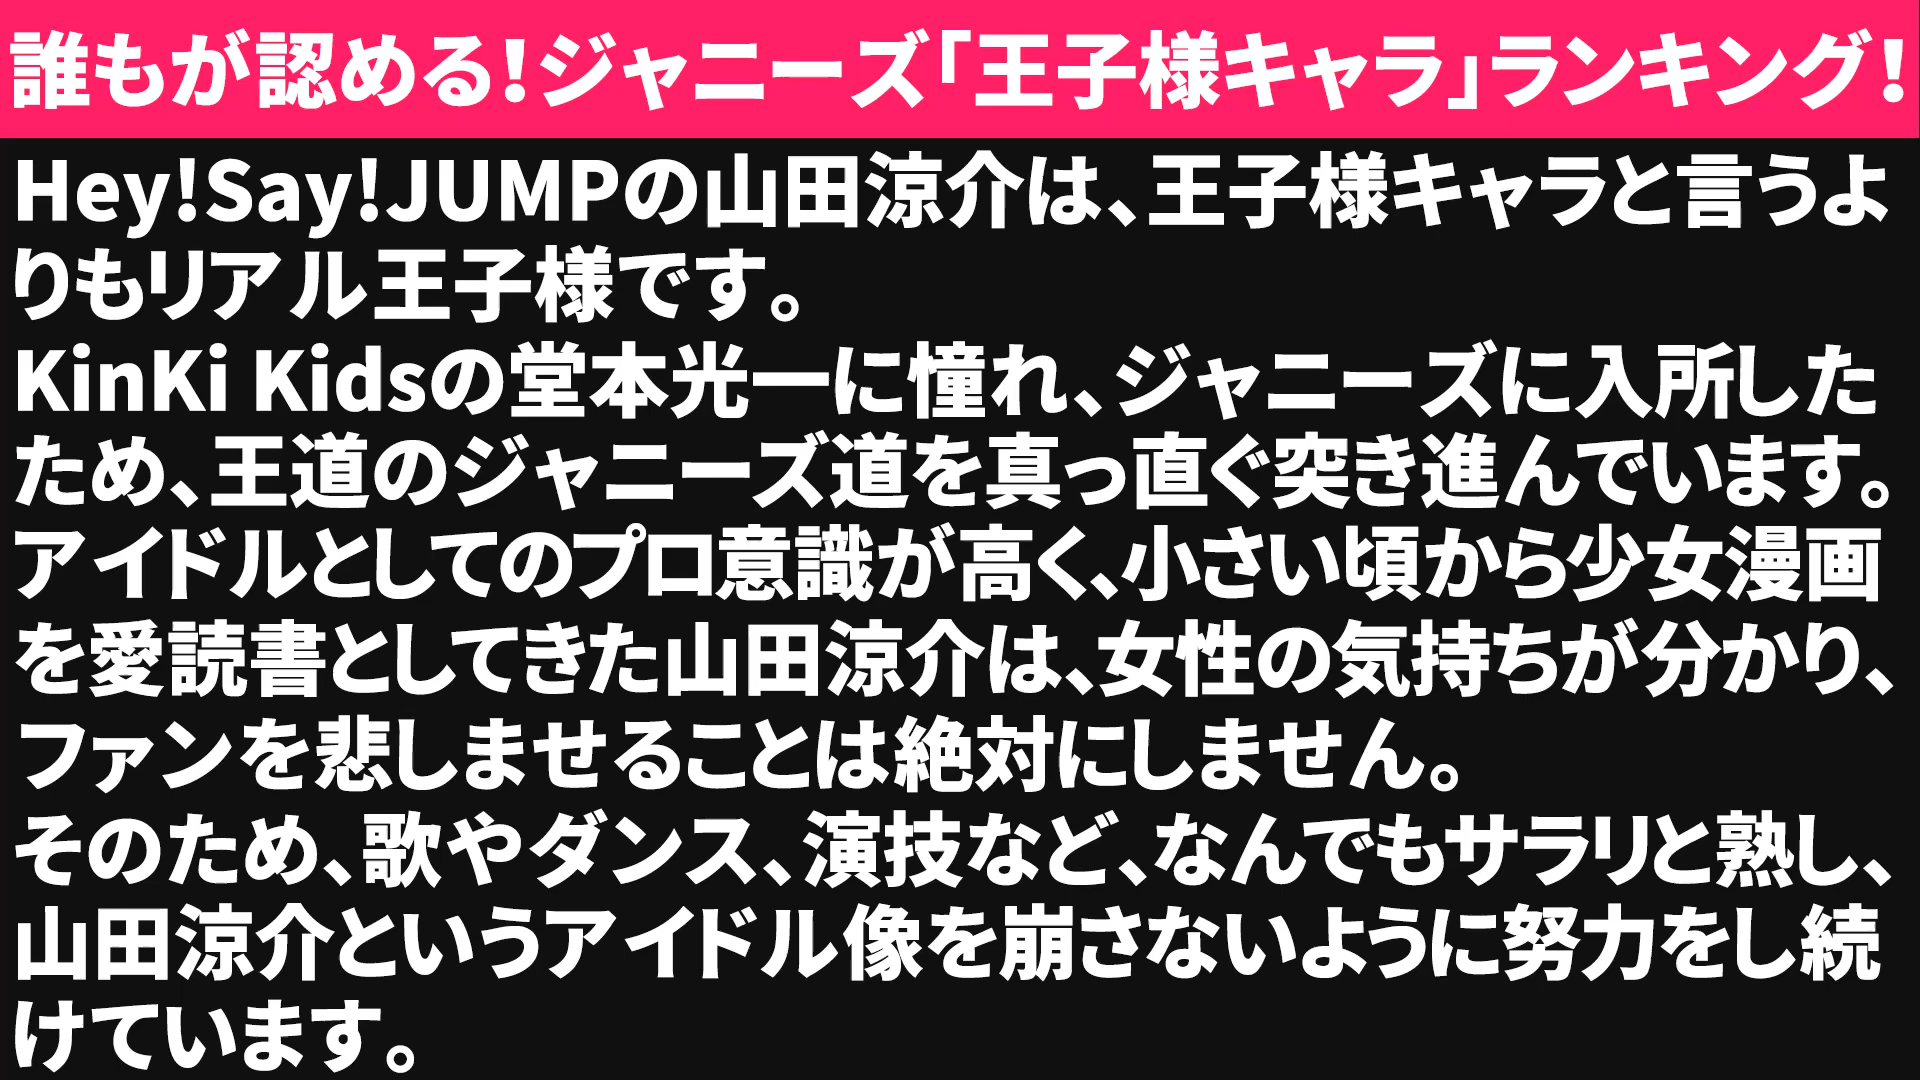 誰もが認める!ジャニーズ「王子様キャラ」ランキング!
Hey!Say!JUMPの山田涼介は、王子様キャラと言うよ
りもリアル王子様です。
KinKi Kidsの堂本光一に憧れ、ジャニーズに入所した
ため、王道のジャニーズ道を真っ直ぐ突き進んでいます。
アイドルとしてのプロ意識が高く、小さい頃から少女漫画
を愛読書としてきた山田涼介は、女性の気持ちが分かり、
ファンを悲しませることは絶対にしません。
そのため、歌やダンス、演技など、なんでもサラリと熟し、
山田涼介というアイドル像を崩さないように努力をし続
けています。